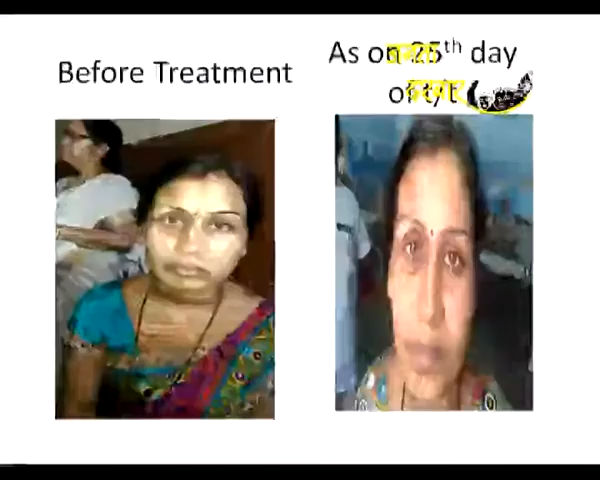 Before Treatment
As on 25th day
of t/t